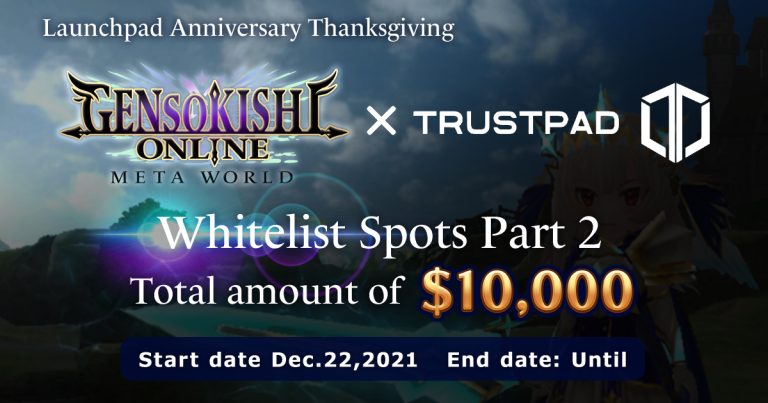 Launchpad Anniversary Thanksgiving
GENSOKISHI
ONLINE
META WORLD
× TRUSTPAD
Whitelist Spots Part 2
Total amount of $10,000
Start date Dec.22,2021 End date: Until